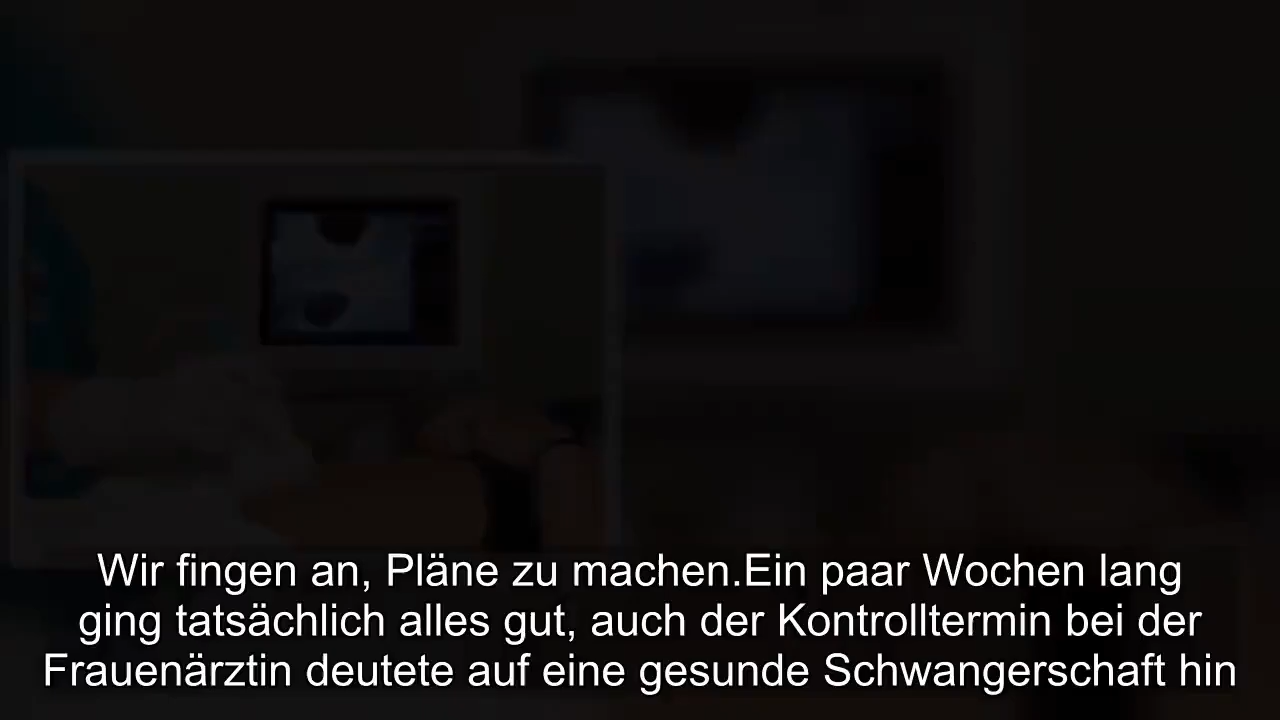 Wir fingen an, Pläne zu machen.Ein paar Wochen lang
ging tatsächlich alles gut, auch der Kontrolltermin bei der
Frauenärztin deutete auf eine gesunde Schwangerschaft hin